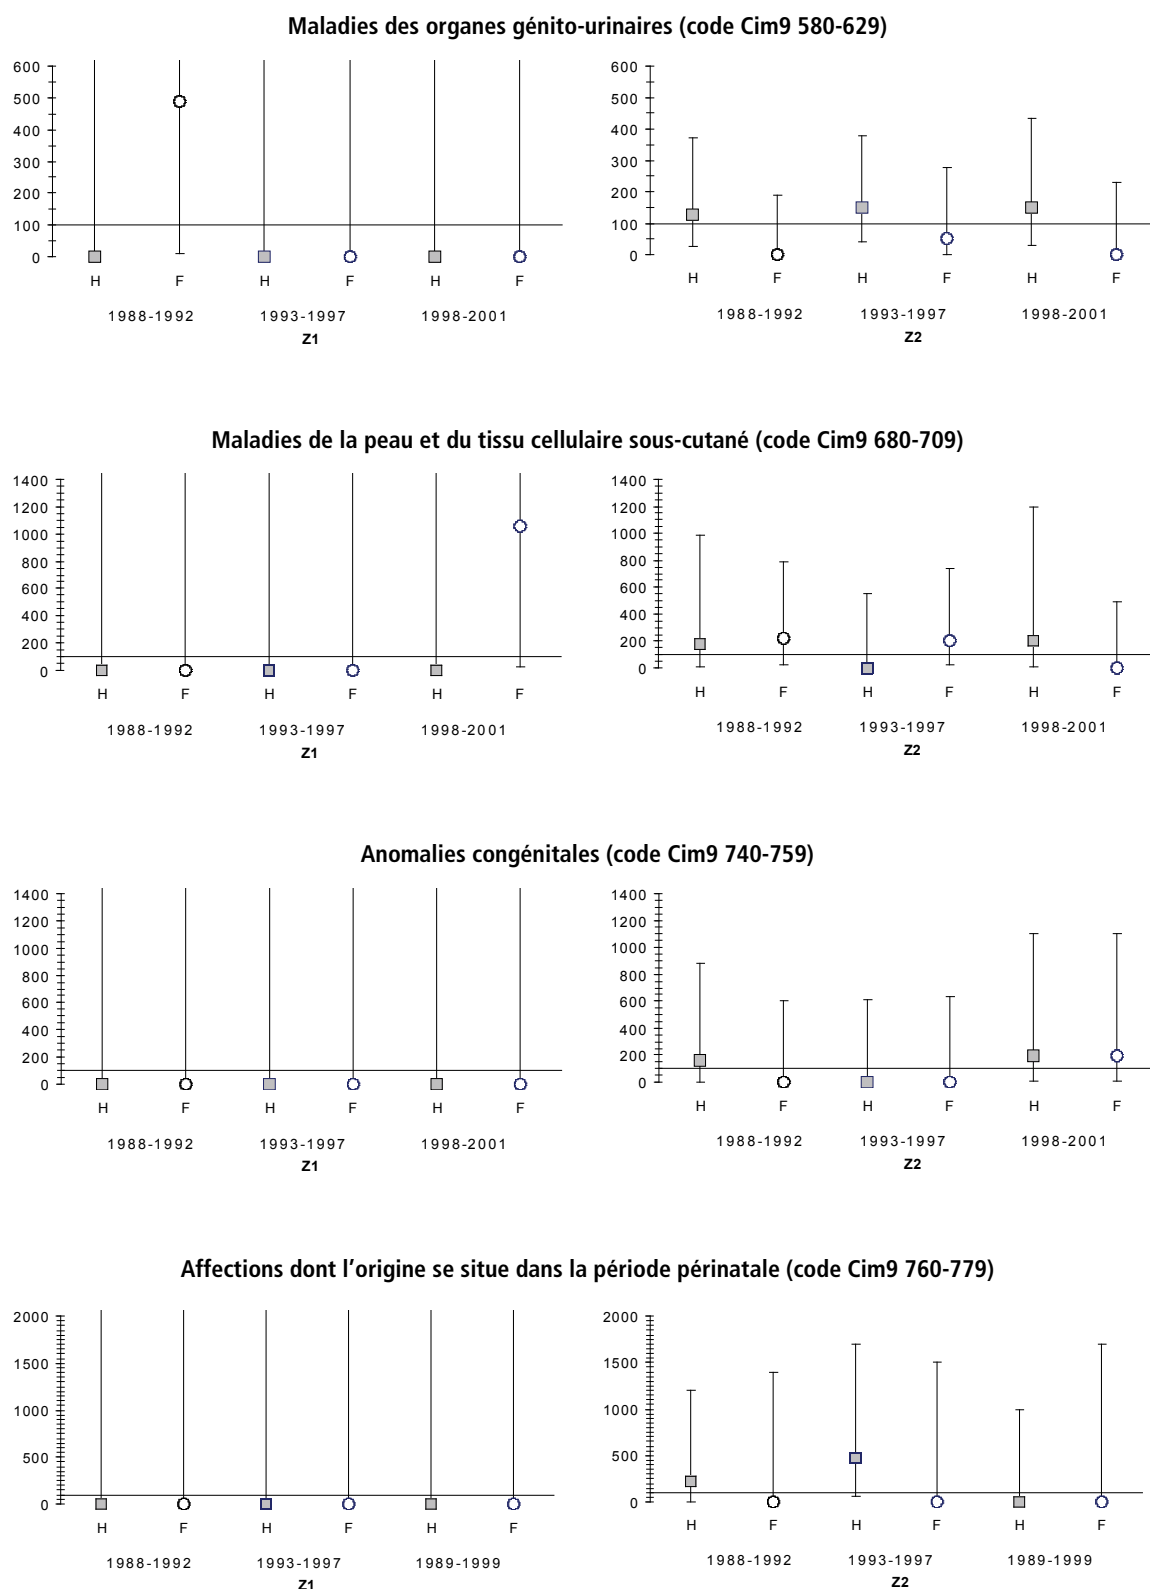 Maladies des organes génito-urinaires (code Cim9 580-629)
600
500
400
300
200
100
0
H F H F H F
1988-1992 1993-1997 1998-2001
Z1
600
500
400
300
200
100
0
H F H F H F
1988-1992 1993-1997 1998-2001
Z2
Maladies de la peau et du tissu cellulaire sous-cutané (code Cim9 680-709)
1400
1200
1000
800
600
400
200
0
H F H F H F
1988-1992 1993-1997 1998-2001
Z1
1400
1200
1000
800
600
400
200
0
H F H F H F
1988-1992 1993-1997 1998-2001
Z2
Anomalies congénitales (code Cim9 740-759)
1400
1200
1000
800
600
400
200
0
H F H F H F
1988-1992 1993-1997 1998-2001
Z1
1400
1200
1000
800
600
400
200
0
H F H F H F
1988-1992 1993-1997 1998-2001
Z2
Affections dont l'origine se situe dans la période périnatale (code Cim9 760-779)
2000
1500
1000
500
0
H F H F H F
1988-1992 1993-1997 1989-1999
Z1
2000
1500
1000
500
0
H F H F H F
1988-1992 1993-1997 1989-1999
Z2